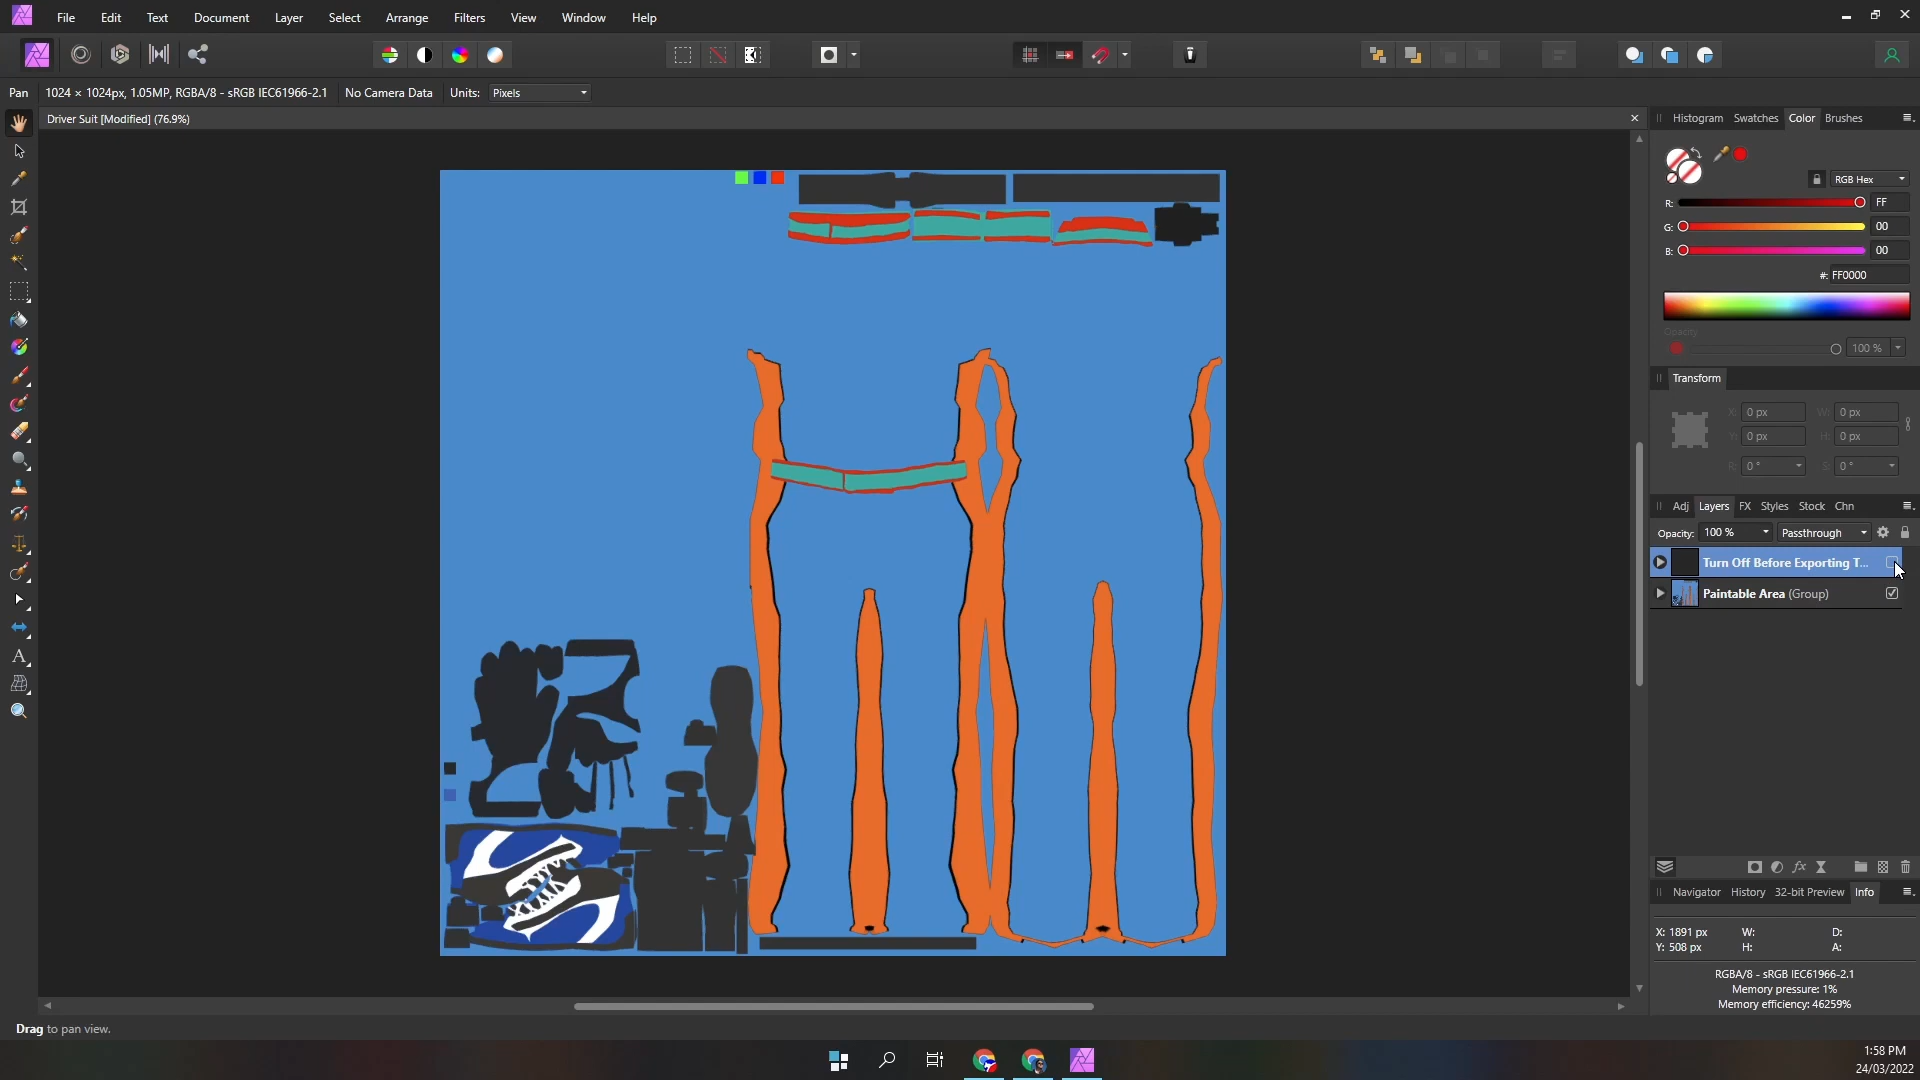 File Edit Text Document Layer Select Arrange Filters View Window Help
Pan 1024 × 1024px, 1.05MP, RGBA/8 - sRGB IEC61966-2.1 No Camera Data Units: Pixels
Driver Suit [Modified] (76.9%)
Histogram Swatches Color Brushes
RGB Hex
R: FF
G: 00
B: 00
#: FF0000
Opacity
100 %
Transform
X: 0 px W: 0 px
Y: 0 px H: 0 px
R: 0 ° S: 0 °
Adj Layers FX Styles Stock Chn
Opacity: 100 % Passthrough
Turn Off Before Exporting T...
Paintable Area (Group)
Navigator History 32-bit Preview Info
X: 1891 px W: D:
Y: 508 px H: A:
RGBA/8 - sRGB IEC61966-2.1
Memory pressure: 1%
Memory efficiency: 46259%
Drag to pan view.
1:58 PM
24/03/2022